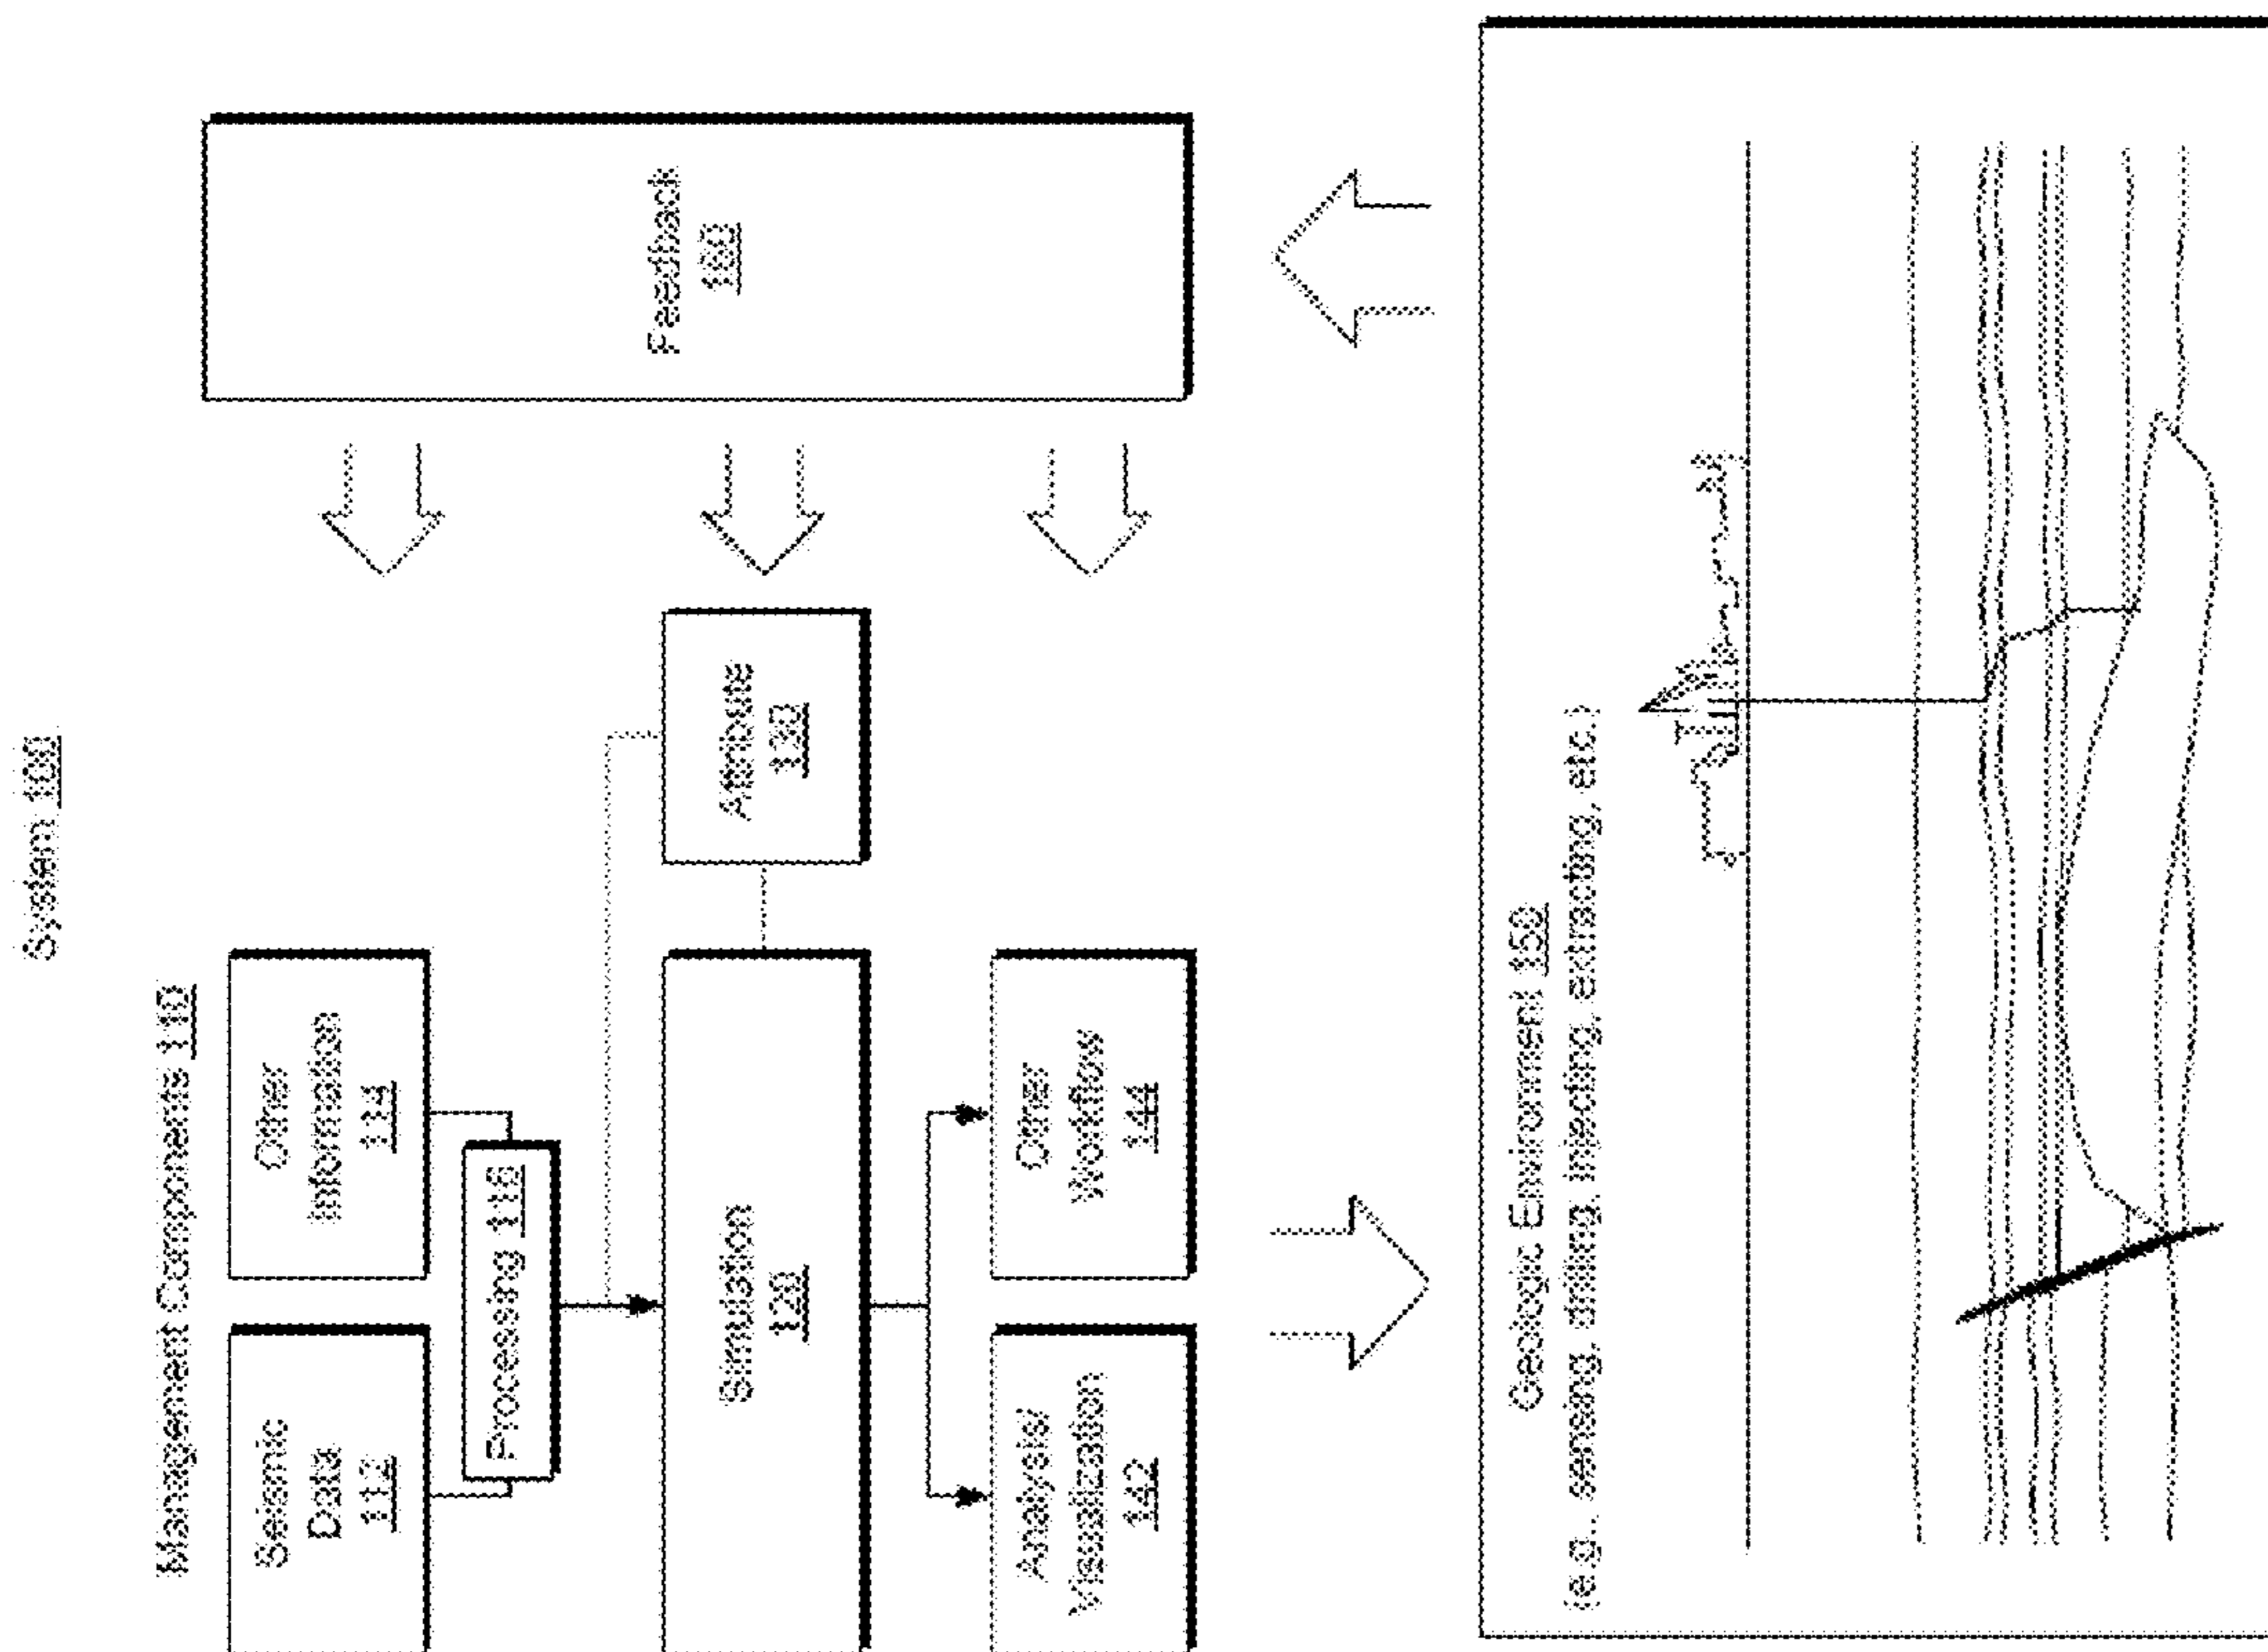 System 100
Management Components 110
Seismic
Data
112
Other
Information
114
Processing 116
Simulation
120
Attribute
130
Analysis/
Visualization
142
Other
Workflow
144
Feedback
160
Geologic Environment 150
(e.g., sensing, drilling, injecting, extracting, etc.)